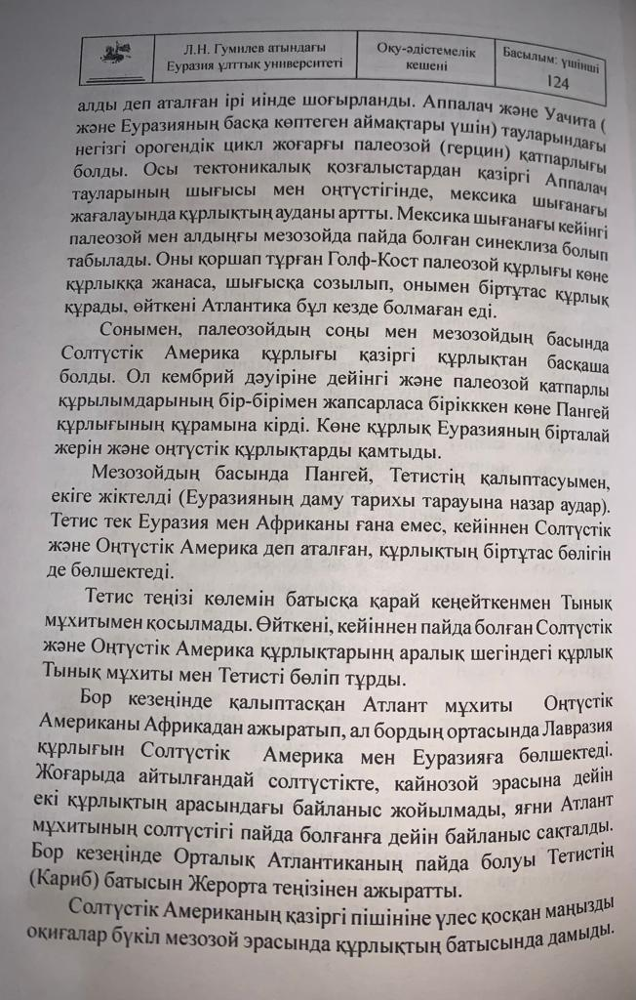 Л.Н. Гумилев атындағы
Еуразия ұлттық университеті
Оқу-әдістемелік
кешені
Басылым: үшінші
124
алды деп аталған ірі иінде шоғырланды. Аппалач және Уачита (
және Еуразияның басқа көптеген аймақтары үшін) тауларындағы
негізгі орогендік цикл жоғарғы палеозой (герцин) қатпарлығы
болды. Осы тектоникалық қозғалыстардан қазіргі Аппалач
тауларының шығысы мен оңтүстігінде, мексика шығанағы
жағалауында құрлықтың ауданы артты. Мексика шығанағы кейінгі
палеозой мен алдыңғы мезозойда пайда болған синеклиза болып
табылады. Оны қоршап тұрған Голф-Кост палеозой құрлығы көне
құрлыққа жанаса, шығысқа созылып, онымен біртұтас құрлық
құрады, өйткені Атлантика бұл кезде болмаған еді.
Сонымен, палеозойдың соңы мен мезозойдың басында
Солтүстік Америка құрлығы қазіргі құрлықтан басқаша
болды. Ол кембрий дәуіріне дейінгі және палеозой қатпарлы
құрылымдарының бір-бірімен жапсарласа бірікккен көне Пангей
құрлығының құрамына кірді. Көне құрлық Еуразияның бірталай
жерін және оңтүстік құрлықтарды қамтыды.
Мезозойдың басында Пангей, Тетистің қалыптасуымен,
екіге жіктелді (Еуразияның даму тарихы тарауына назар аудар).
Тетис тек Еуразия мен Африканы ғана емес, кейіннен Солтүстік
және Оңтүстік Америка деп аталған, құрлықтың біртұтас бөлігін
де бөлшектеді.
Тетис теңізі көлемін батысқа қарай кеңейткенмен Тынық
мұхитымен қосылмады. Өйткені, кейіннен пайда болған Солтүстік
және Оңтүстік Америка құрлықтарынң аралық шегіндегі құрлық
Тынық мұхиты мен Тетисті бөліп тұрды.
Бор кезеңінде қалыптасқан Атлант мұхиты Оңтүстік
Американы Африкадан ажыратып, ал бордың ортасында Лавразия
құрлығын Солтүстік Америка мен Еуразияға бөлшектеді.
Жоғарыда айтылғандай солтүстікте, кайнозой эрасына дейін
екі құрлықтың арасындағы байланыс жойылмады, яғни Атлант
мұхитының солтүстігі пайда болғанға дейін байланыс сақталды.
Бор кезеңінде Орталық Атлантиканың пайда болуы Тетистің
(Кариб) батысын Жерорта теңізінен ажыратты.
Солтүстік Американың қазіргі пішініне үлес қосқан маңызды
оқиғалар бүкіл мезозой эрасында құрлықтың батысында дамыды.